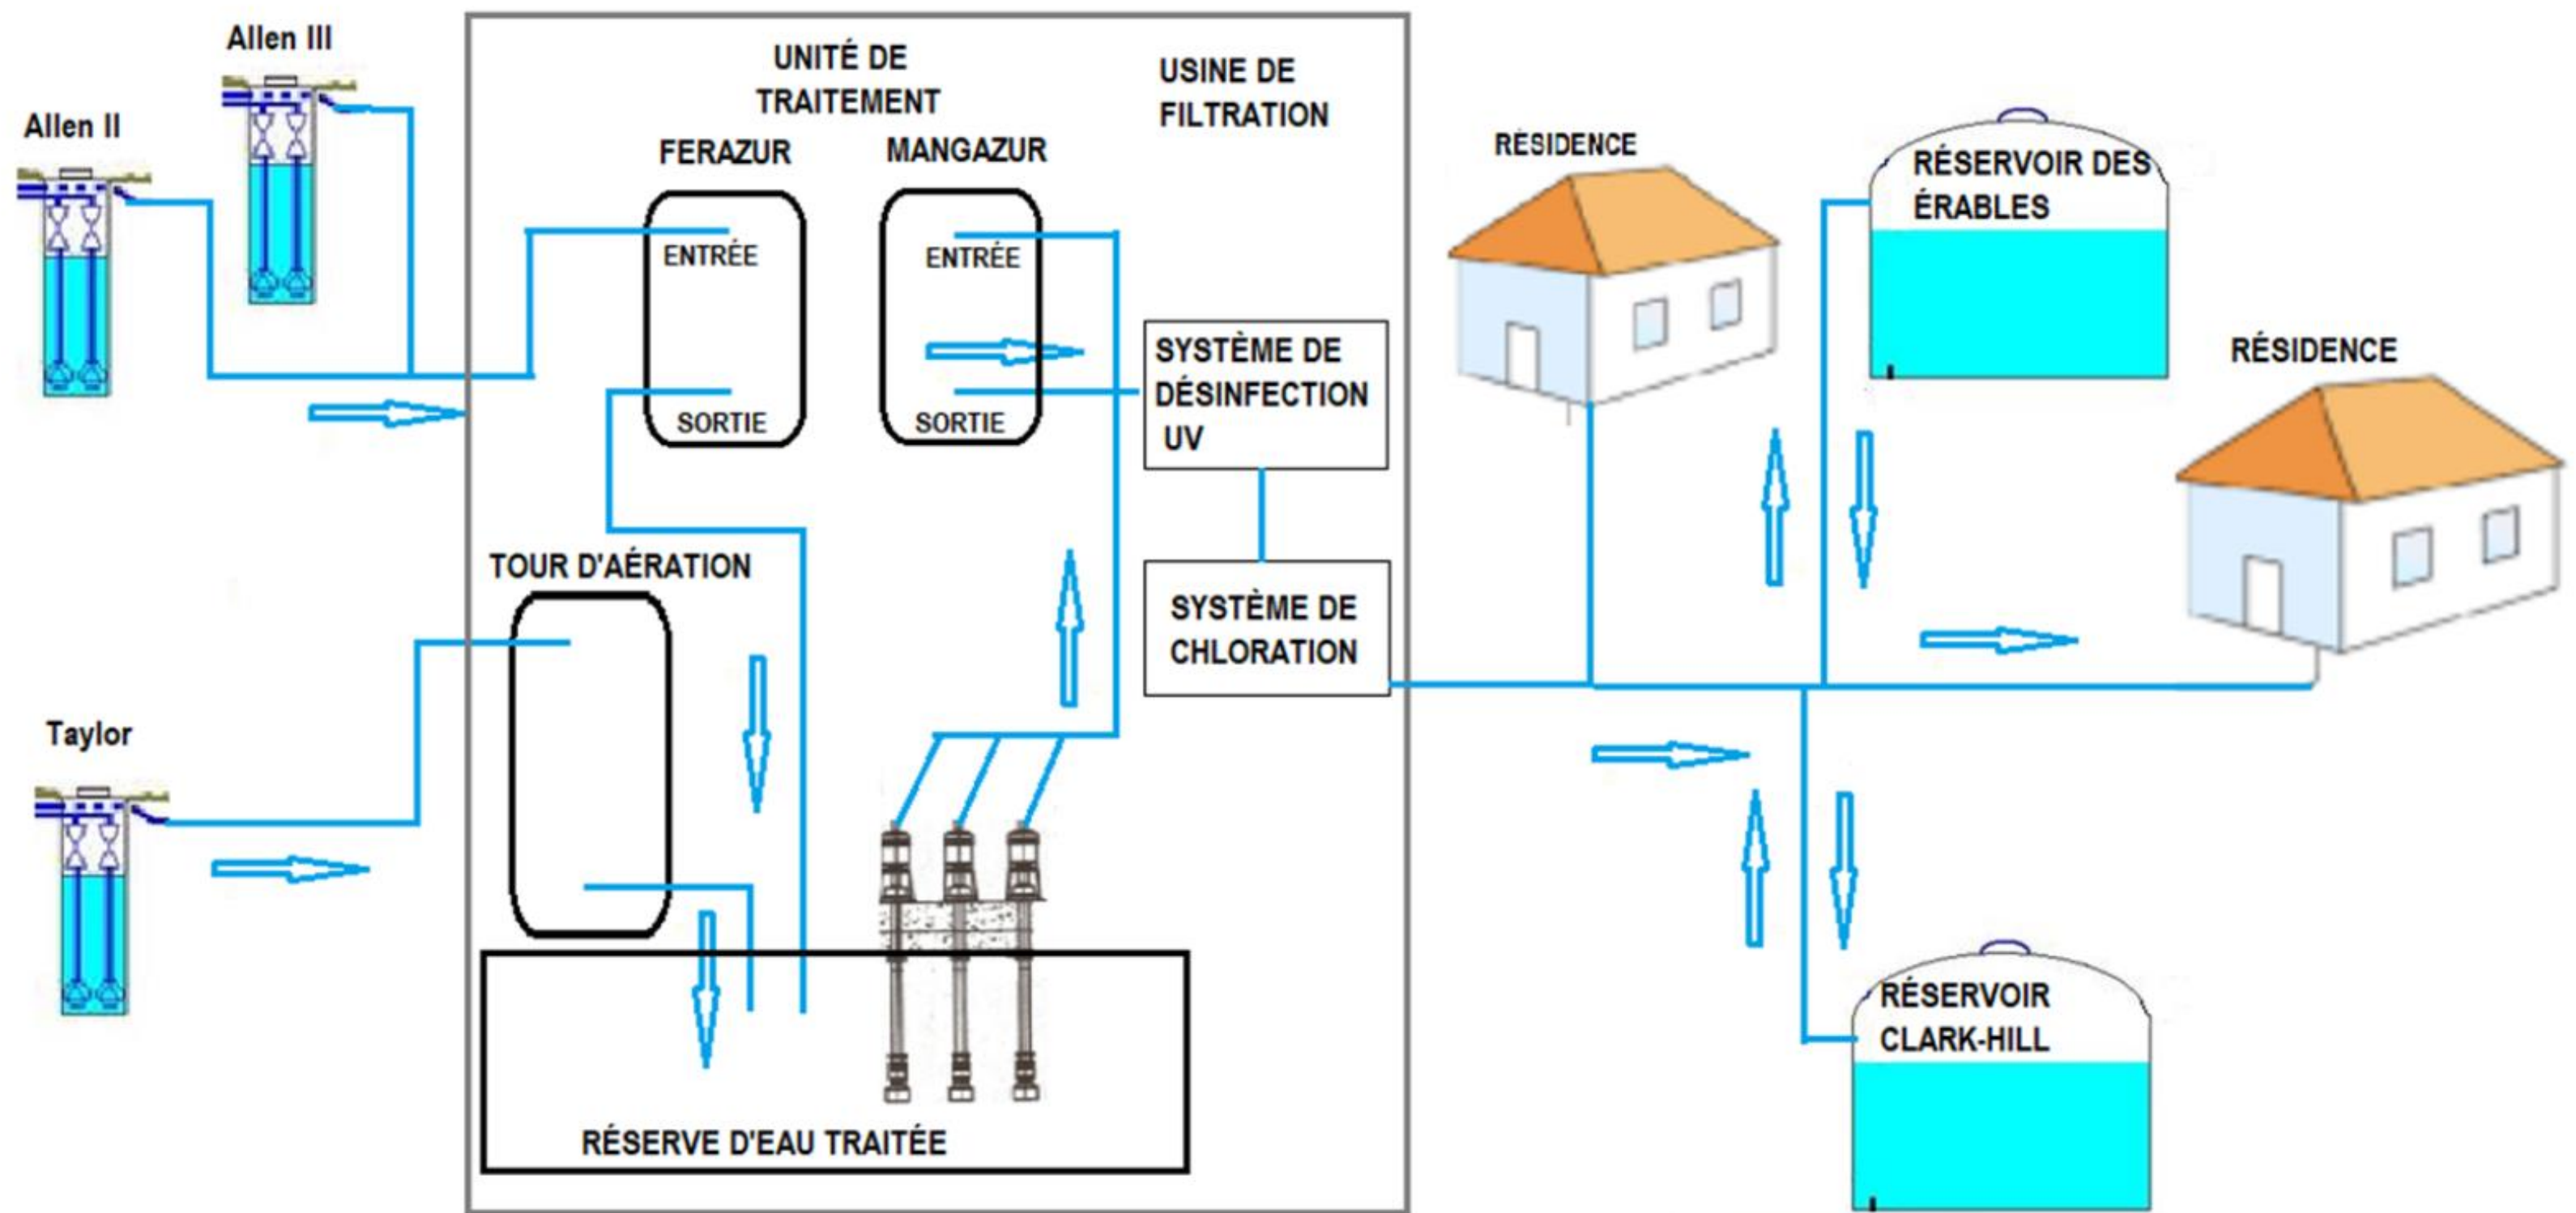 Allen III
Allen II
UNITÉ DE
TRAITEMENT
USINE DE
FILTRATION
FERAZUR
MANGAZUR
ENTRÉE
ENTRÉE
SORTIE
SORTIE
SYSTÈME DE
DÉSINFECTION
UV
TOUR D'AÉRATION
SYSTÈME DE
CHLORATION
Taylor
RÉSERVE D'EAU TRAITÉE
RÉSIDENCE
RÉSERVOIR DES
ÉRABLES
RÉSIDENCE
RÉSERVOIR
CLARK-HILL